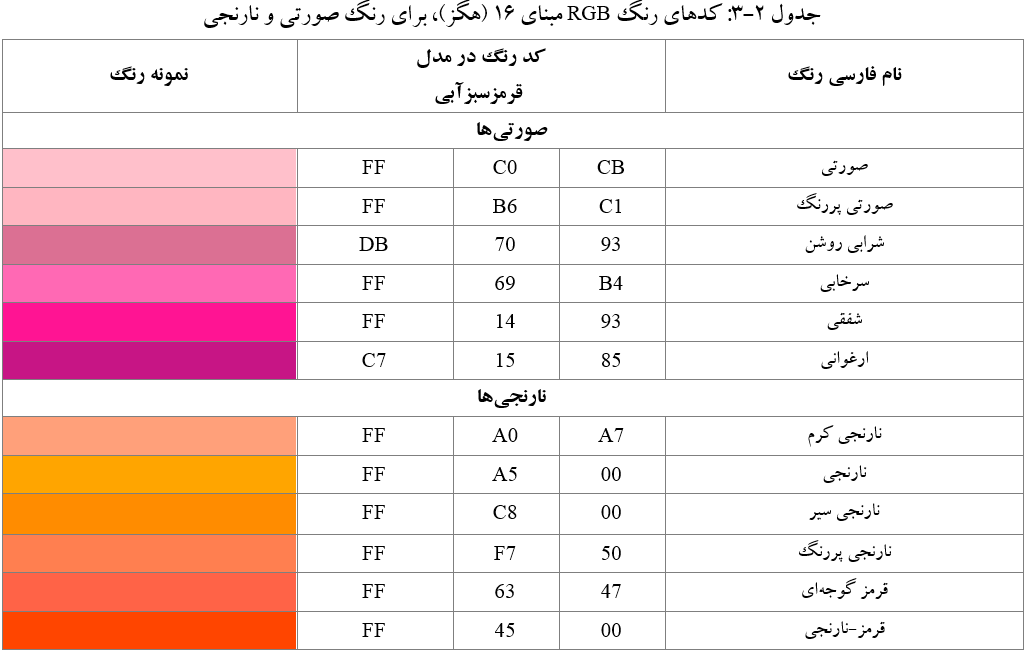 جدول ۲-۳: کدهای رنگ RGB مبنای ۱۶ (هگز)، برای رنگ صورتی و نارنجی
نام فارسی رنگ کد رنگ در مدل قرمزسبزآبی نمونه رنگ
صورتی‌ها
صورتی CB C0 FF
صورتی پررنگ C1 B6 FF
شرابی روشن 93 70 DB
سرخابی B4 69 FF
شفقی 93 14 FF
ارغوانی 85 15 C7
نارنجی‌ها
نارنجی کرم A7 A0 FF
نارنجی 00 A5 FF
نارنجی سیر 00 C8 FF
نارنجی پررنگ 50 F7 FF
قرمز گوجه‌ای 47 63 FF
قرمز-نارنجی 00 45 FF